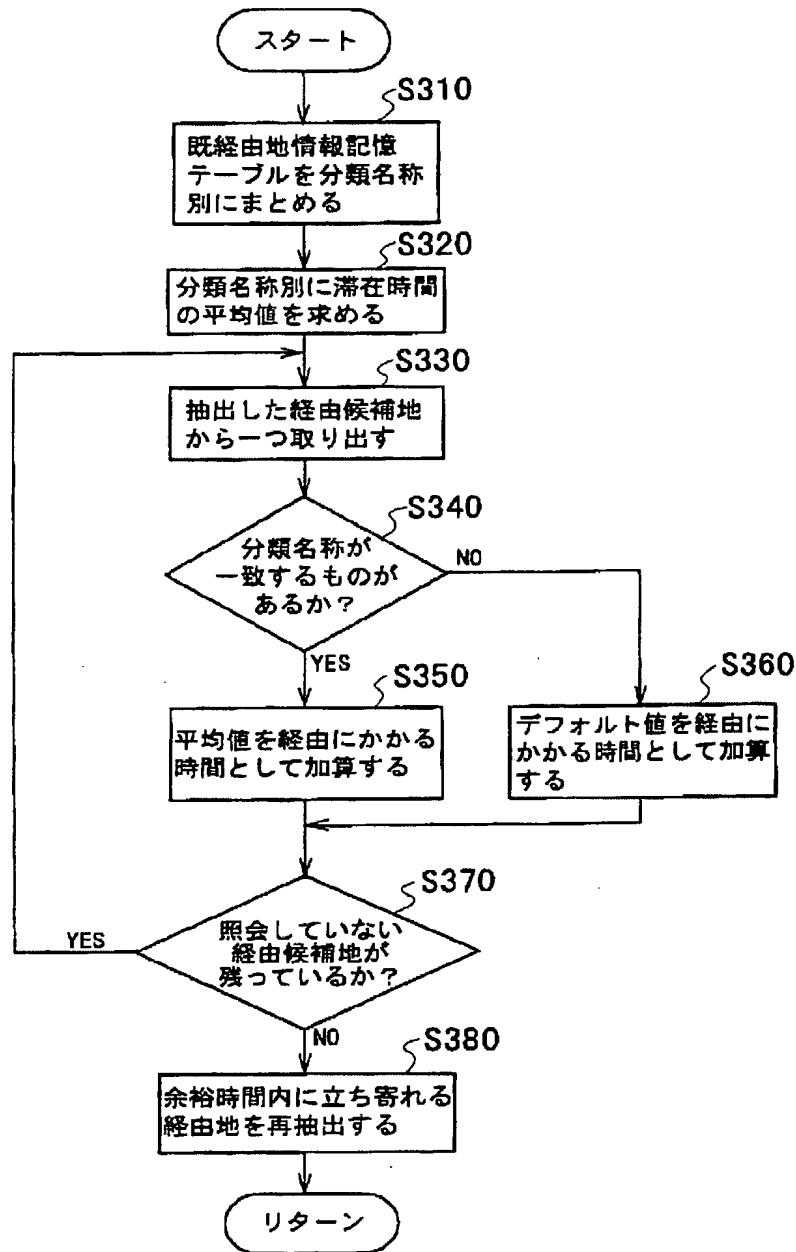 スタート
S310
既経由地情報記憶
テーブルを分類名称
別にまとめる
S320
分類名称別に滞在時間
の平均値を求める
S330
抽出した経由候補地
から一つ取り出す
S340
分類名称が
一致するものが
あるか？
NO
YES
S350
平均値を経由にかかる
時間として加算する
S360
デフォルト値を経由に
かかる時間として加算
する
S370
照会していない
経由候補地が
残っているか？
YES
NO
S380
余裕時間内に立ち寄れる
経由地を再抽出する
リターン